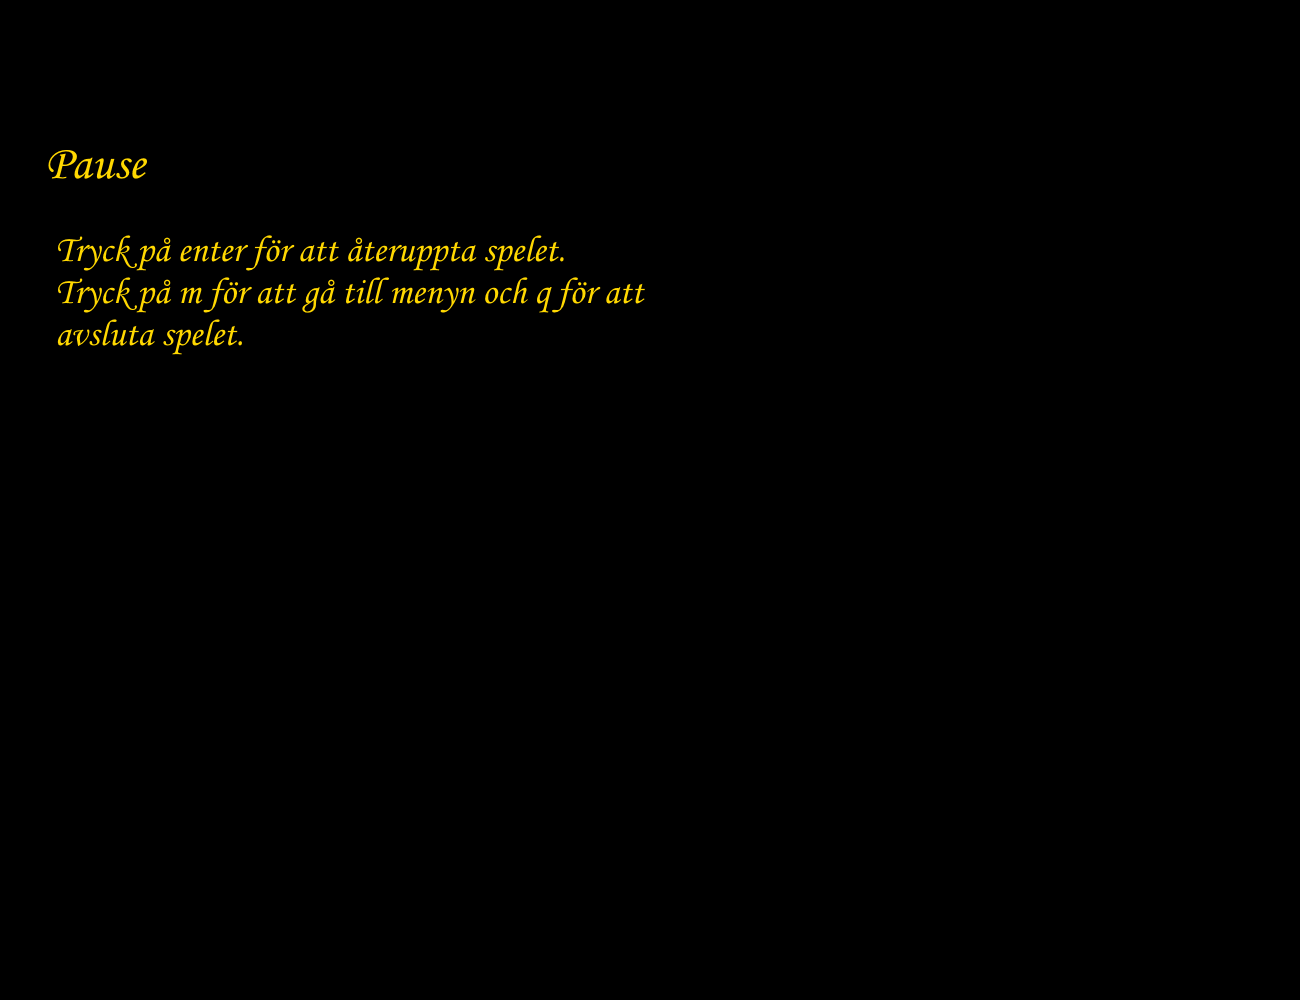 Pause
Tryck på enter för att återuppta spelet.
Tryck på m för att gå till menyn och q för att
avsluta spelet.